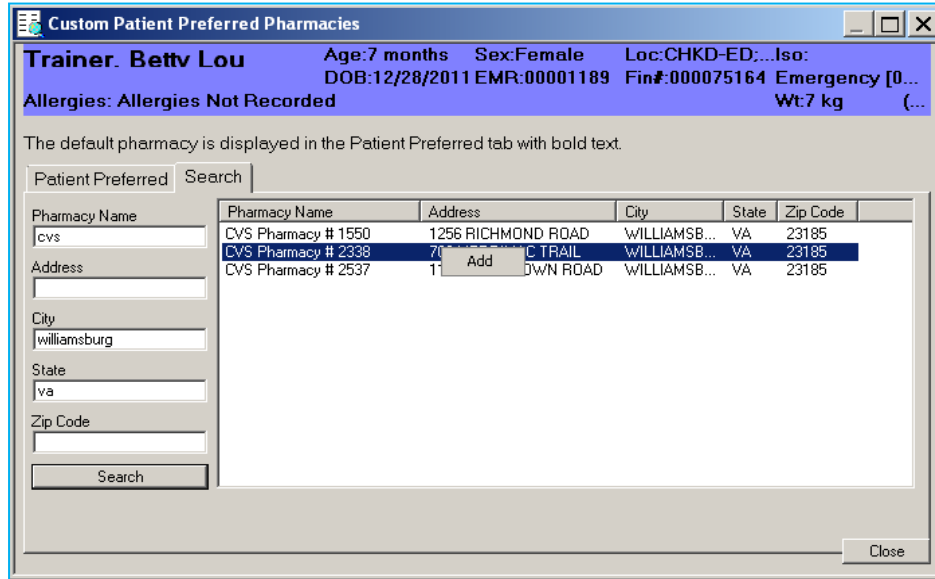 Custom Patient Preferred Pharmacies
Trainer, Betty Lou Age:7 months Sex:Female Loc:CHKD-ED;...Iso:
DOB:12/28/2011 EMR:00001189 Fin#:000075164 Emergency [0...
Allergies: Allergies Not Recorded Wt:7 kg (...
The default pharmacy is displayed in the Patient Preferred tab with bold text.
Patient Preferred Search
Pharmacy Name
cvs
Address
City
williamsburg
State
va
Zip Code
Search
Pharmacy Name Address City State Zip Code
CVS Pharmacy # 1550 1256 RICHMOND ROAD WILLIAMSB... VA 23185
CVS Pharmacy # 2338 TRAIL WILLIAMSB... VA 23185
Add
CVS Pharmacy # 2537 ROAD WILLIAMSB... VA 23185
Close